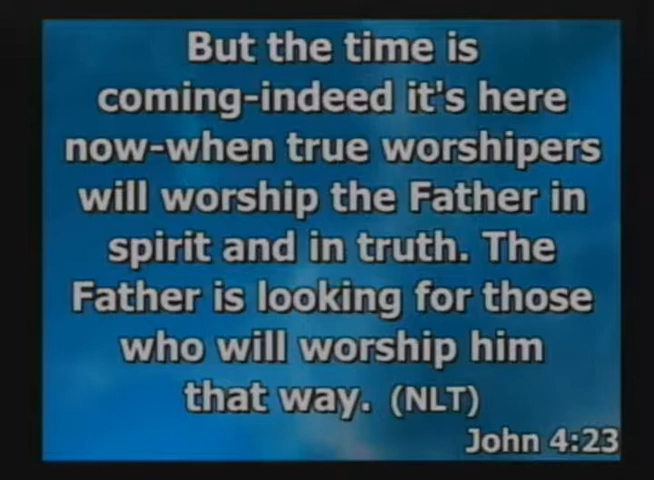 But the time is
coming-indeed it's here
now-when true worshipers
will worship the Father in
spirit and in truth. The
Father is looking for those
who will worship him
that way. (NLT)
John 4:23